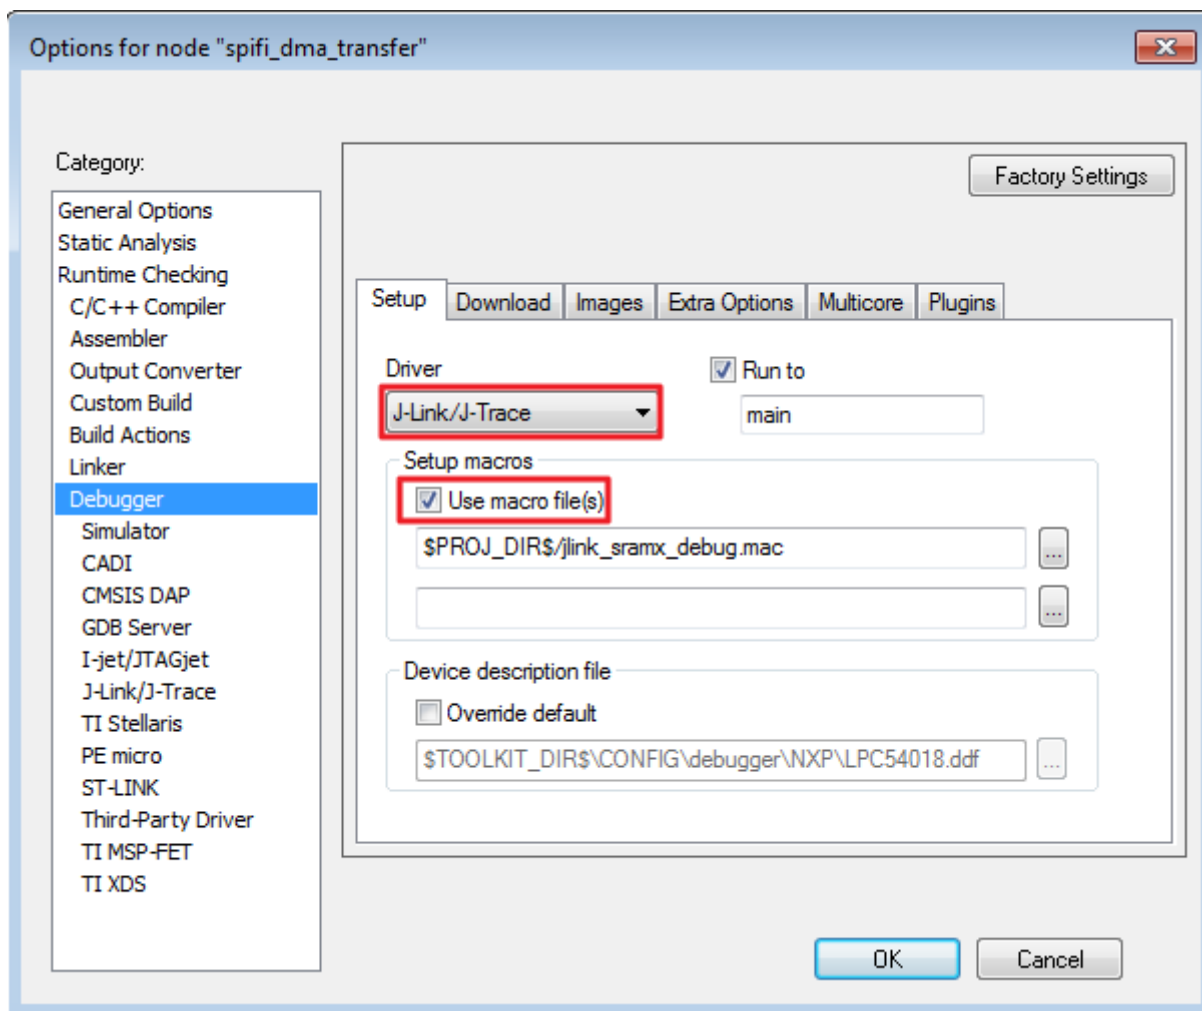 Options for node "spifi_dma_transfer"
Category:
General Options
Static Analysis
Runtime Checking
C/C++ Compiler
Assembler
Output Converter
Custom Build
Build Actions
Linker
Debugger
Simulator
CADI
CMSIS DAP
GDB Server
I-jet/JTAGjet
J-Link/J-Trace
TI Stellaris
PE micro
ST-LINK
Third-Party Driver
TI MSP-FET
TI XDS
Factory Settings
Setup Download Images Extra Options Multicore Plugins
Driver Run to
J-Link/J-Trace main
Setup macros
Use macro file(s)
$PROJ_DIR$/jlink_sramx_debug.mac ...
...
Device description file
Override default
$TOOLKIT_DIR$\CONFIG\debugger\NXP\LPC54018.ddf ...
OK Cancel